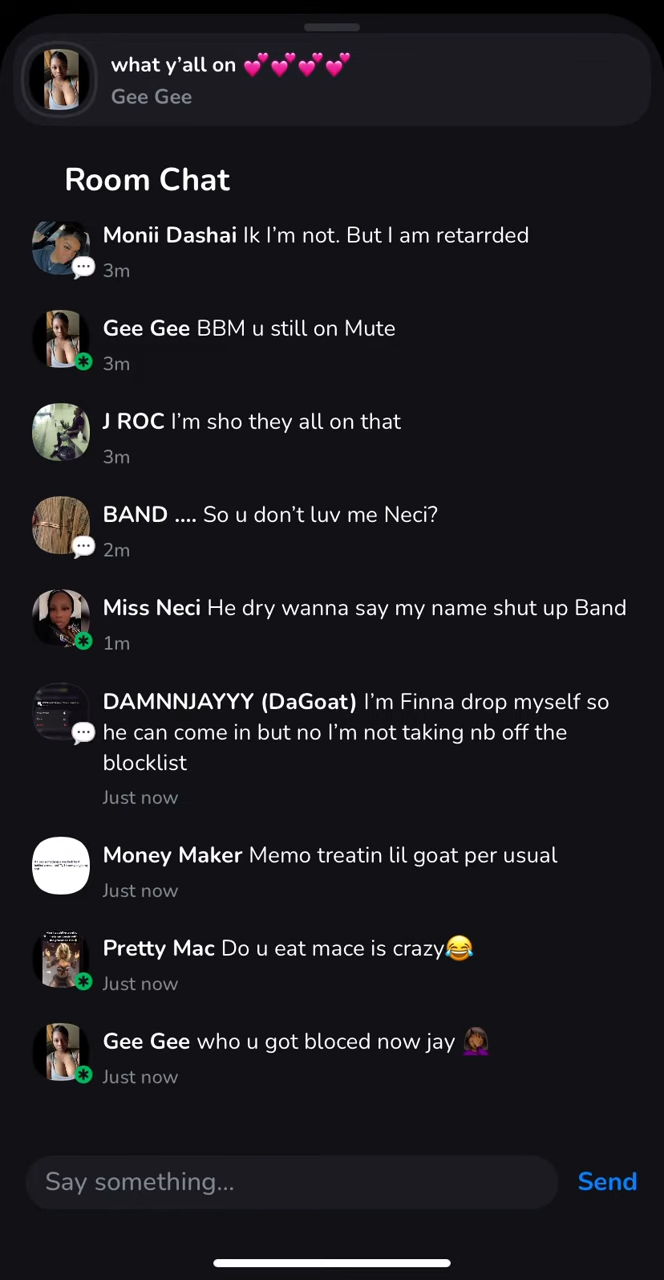 what y’all on 💕💕💕💕
Gee Gee
Room Chat
Monii Dashai Ik I’m not. But I am retarrded
3m
Gee Gee BBM u still on Mute
3m
J ROC I’m sho they all on that
3m
BAND .... So u don’t luv me Neci?
2m
Miss Neci He dry wanna say my name shut up Band
1m
DAMNNJAYYY (DaGoat) I’m Finna drop myself so
he can come in but no I’m not taking nb off the
blocklist
Just now
Money Maker Memo treatin lil goat per usual
Just now
Pretty Mac Do u eat mace is crazy😂
Just now
Gee Gee who u got bloced now jay 🤦🏾‍♀️
Just now
Say something...
Send